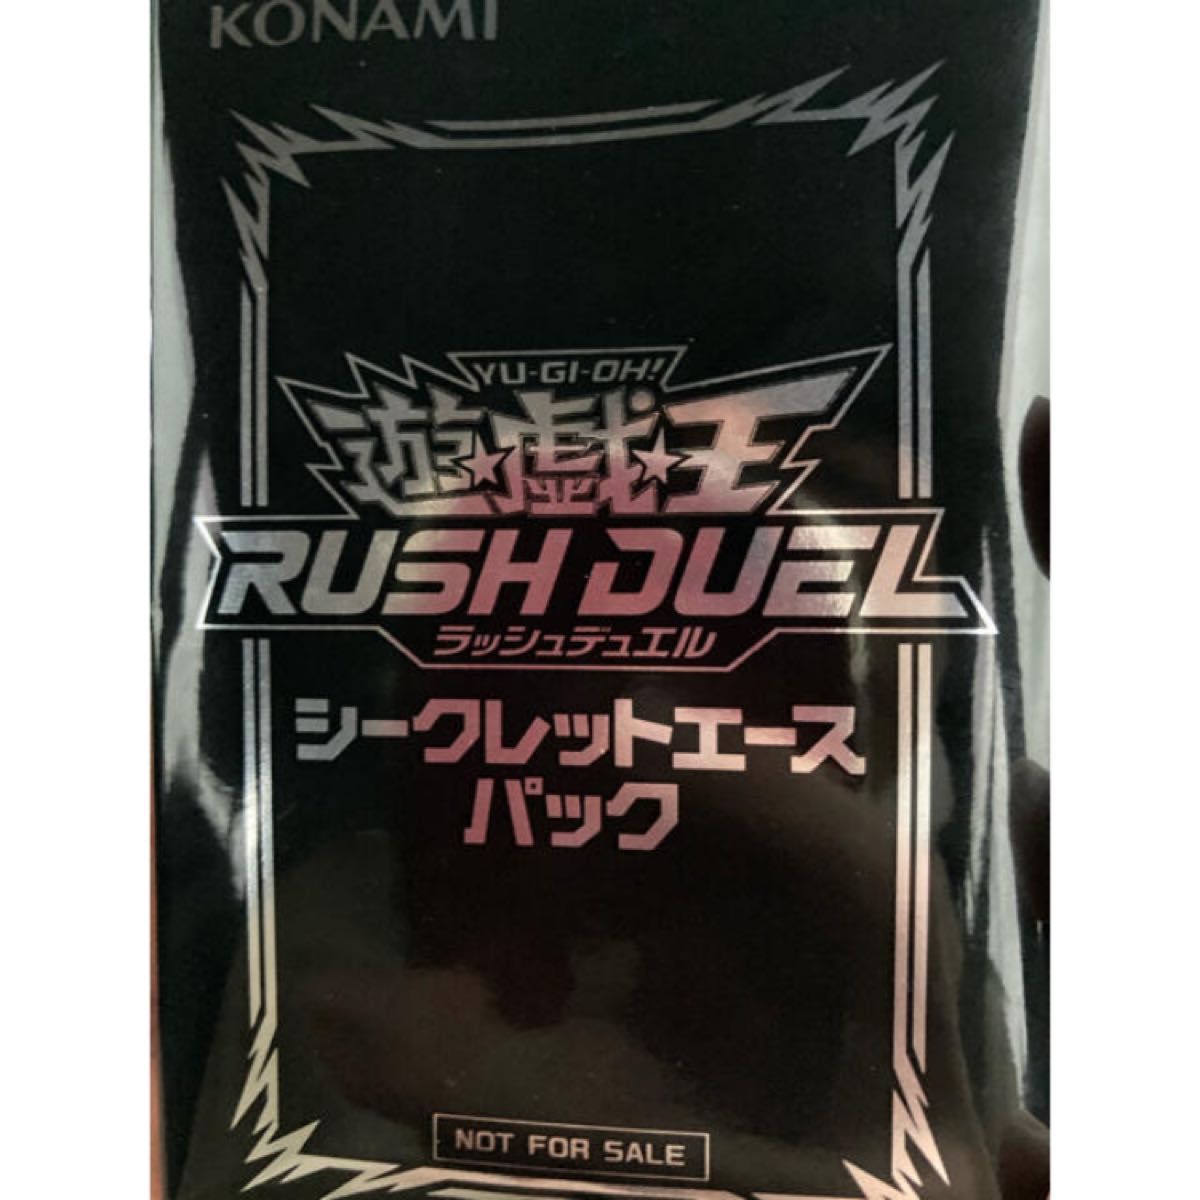 KONAMI
YU-GI-OH!
遊☆戯☆王
RUSH DUEL
ラッシュデュエル
シークレットエース
パック
NOT FOR SALE